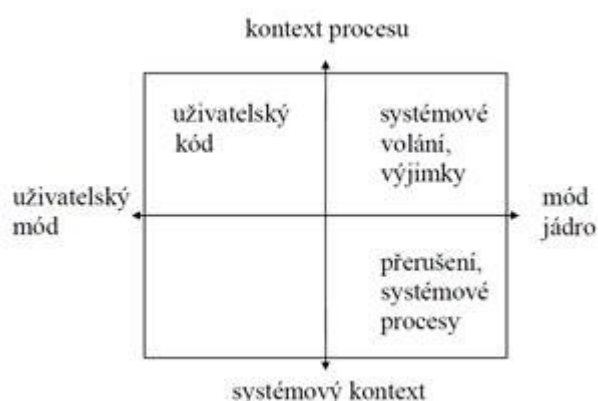 kontext procesu
uživatelský
kód
systémové
volání,
výjimky
uživatelský
mód
mód
jádro
přerušení,
systémové
procesy
systémový kontext